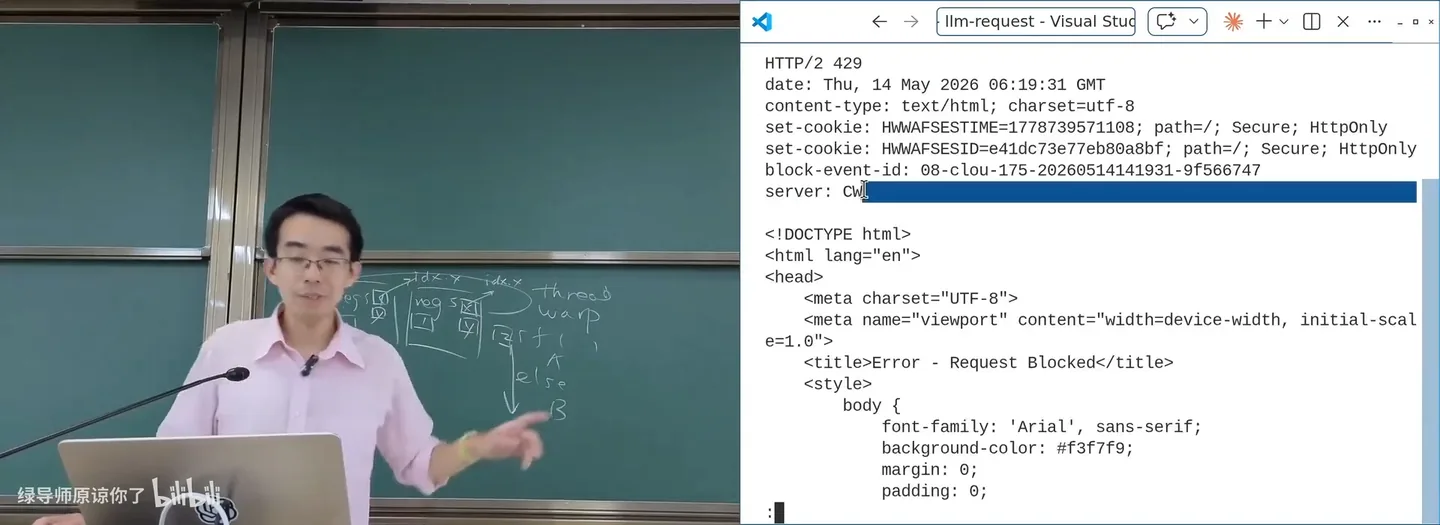 idx.x
idx.x
regs
x
regs
x
thread
y
y
warp
if
A
else
B
绿导师原谅你了 bilibili
llm-request - Visual Stud
HTTP/2 429
date: Thu, 14 May 2026 06:19:31 GMT
content-type: text/html; charset=utf-8
set-cookie: HWWAFSESTIME=1778739571108; path=/; Secure; HttpOnly
set-cookie: HWWAFSESID=e41dc73e77eb80a8bf; path=/; Secure; HttpOnly
block-event-id: 08-clou-175-20260514141931-9f566747
server: CW
<!DOCTYPE html>
<html lang="en">
<head>
<meta charset="UTF-8">
<meta name="viewport" content="width=device-width, initial-scal
e=1.0">
<title>Error - Request Blocked</title>
<style>
body {
font-family: 'Arial', sans-serif;
background-color: #f3f7f9;
margin: 0;
padding: 0;
: